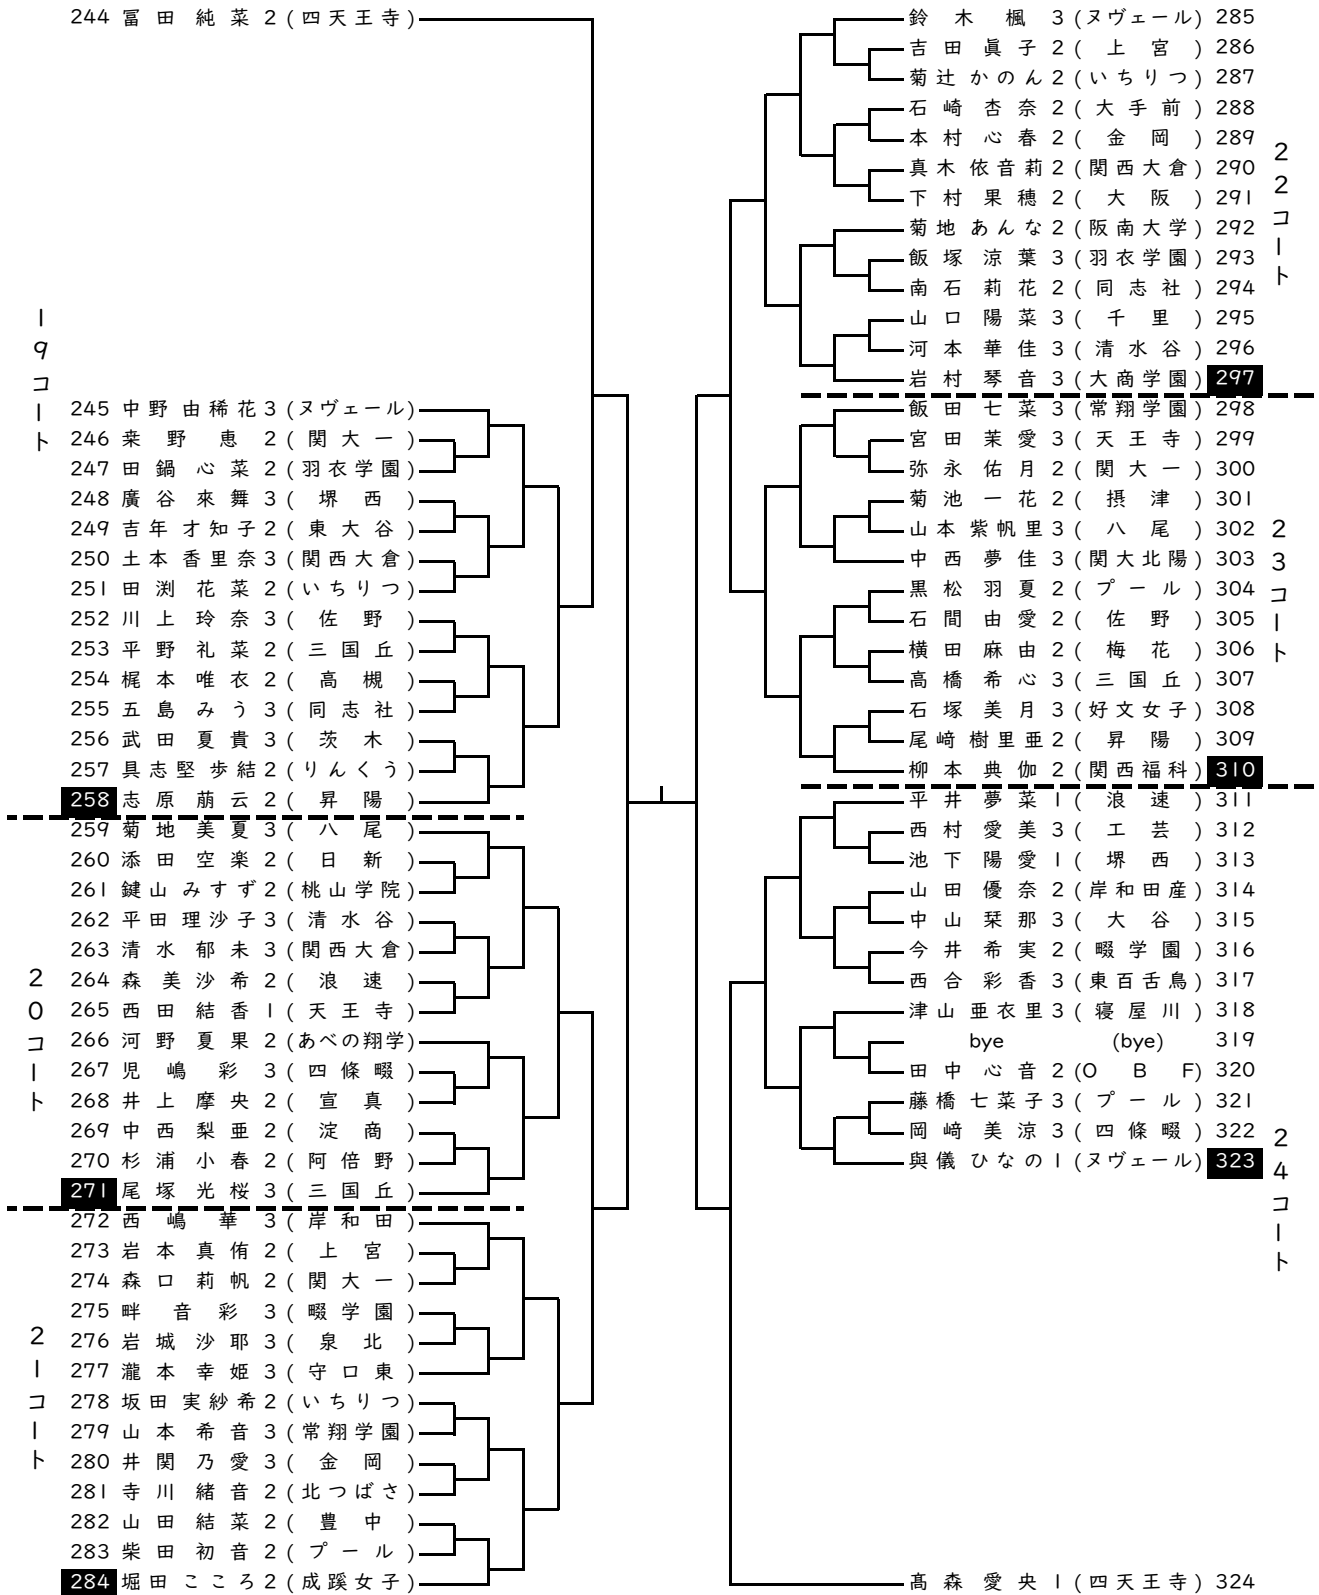 244 冨田 純菜 2 (四天王寺)
19コート
245 中野 由稀花 3 (ヌヴェール)
246 桒野 恵 2 (関大一)
247 田鍋 心菜 2 (羽衣学園)
248 廣谷 來舞 3 (堺西)
249 吉年 才知子 2 (東大谷)
250 土本 香里奈 3 (関西大倉)
251 田渕 花菜 2 (いちりつ)
252 川上 玲奈 3 (佐野)
253 平野 礼菜 2 (三国丘)
254 梶本 唯衣 2 (高槻)
255 五島 みう 3 (同志社)
256 武田 夏貴 3 (茨木)
257 具志堅 歩結 2 (りんくう)
258 志原 萠云 2 (昇陽)
20コート
259 菊地 美夏 3 (八尾)
260 添田 空楽 2 (日新)
261 鍵山 みすず 2 (桃山学院)
262 平田 理沙子 3 (清水谷)
263 清水 郁未 3 (関西大倉)
264 森 美沙希 2 (浪速)
265 西田 結香 1 (天王寺)
266 河野 夏果 2 (あべの翔学)
267 児嶋 彩 3 (四條畷)
268 井上 摩央 2 (宣真)
269 中西 梨亜 2 (淀商)
270 杉浦 小春 2 (阿倍野)
271 尾塚 光桜 3 (三国丘)
21コート
272 西嶋 華 3 (岸和田)
273 岩本 真侑 2 (上宮)
274 森口 莉帆 2 (関大一)
275 畔 音彩 3 (畷学園)
276 岩城 沙耶 3 (泉北)
277 瀧本 幸姫 3 (守口東)
278 坂田 実紗希 2 (いちりつ)
279 山本 希音 3 (常翔学園)
280 井関 乃愛 3 (金岡)
281 寺川 緒音 2 (北つばさ)
282 山田 結菜 2 (豊中)
283 柴田 初音 2 (プール)
284 堀田 こころ 2 (成蹊女子)
鈴木 楓 3 (ヌヴェール) 285
吉田 眞子 2 (上宮) 286
菊辻 かのん 2 (いちりつ) 287
石崎 杏奈 2 (大手前) 288
本村 心春 2 (金岡) 289
真木 依音莉 2 (関西大倉) 290
下村 果穂 2 (大阪) 291
菊地 あんな 2 (阪南大学) 292
飯塚 涼葉 3 (羽衣学園) 293
南石 莉花 2 (同志社) 294
山口 陽菜 3 (千里) 295
河本 華佳 3 (清水谷) 296
岩村 琴音 3 (大商学園) 297
22コート
飯田 七菜 3 (常翔学園) 298
宮田 茉愛 3 (天王寺) 299
弥永 佑月 2 (関大一) 300
菊池 一花 2 (摂津) 301
山本 紫帆里 3 (八尾) 302
中西 夢佳 3 (関大北陽) 303
黒松 羽夏 2 (プール) 304
石間 由愛 2 (佐野) 305
横田 麻由 2 (梅花) 306
高橋 希心 3 (三国丘) 307
石塚 美月 3 (好文女子) 308
尾﨑 樹里亜 2 (昇陽) 309
柳本 典伽 2 (関西福科) 310
23コート
平井 夢菜 1 (浪速) 311
西村 愛美 3 (工芸) 312
池下 陽愛 1 (堺西) 313
山田 優奈 2 (岸和田産) 314
中山 栞那 3 (大谷) 315
今井 希実 2 (畷学園) 316
西合 彩香 3 (東百舌鳥) 317
津山 亜衣里 3 (寝屋川) 318
bye (bye) 319
田中 心音 2 (OBF) 320
藤橋 七菜子 3 (プール) 321
岡﨑 美涼 3 (四條畷) 322
與儀 ひなの 1 (ヌヴェール) 323
24コート
髙森 愛央 1 (四天王寺) 324